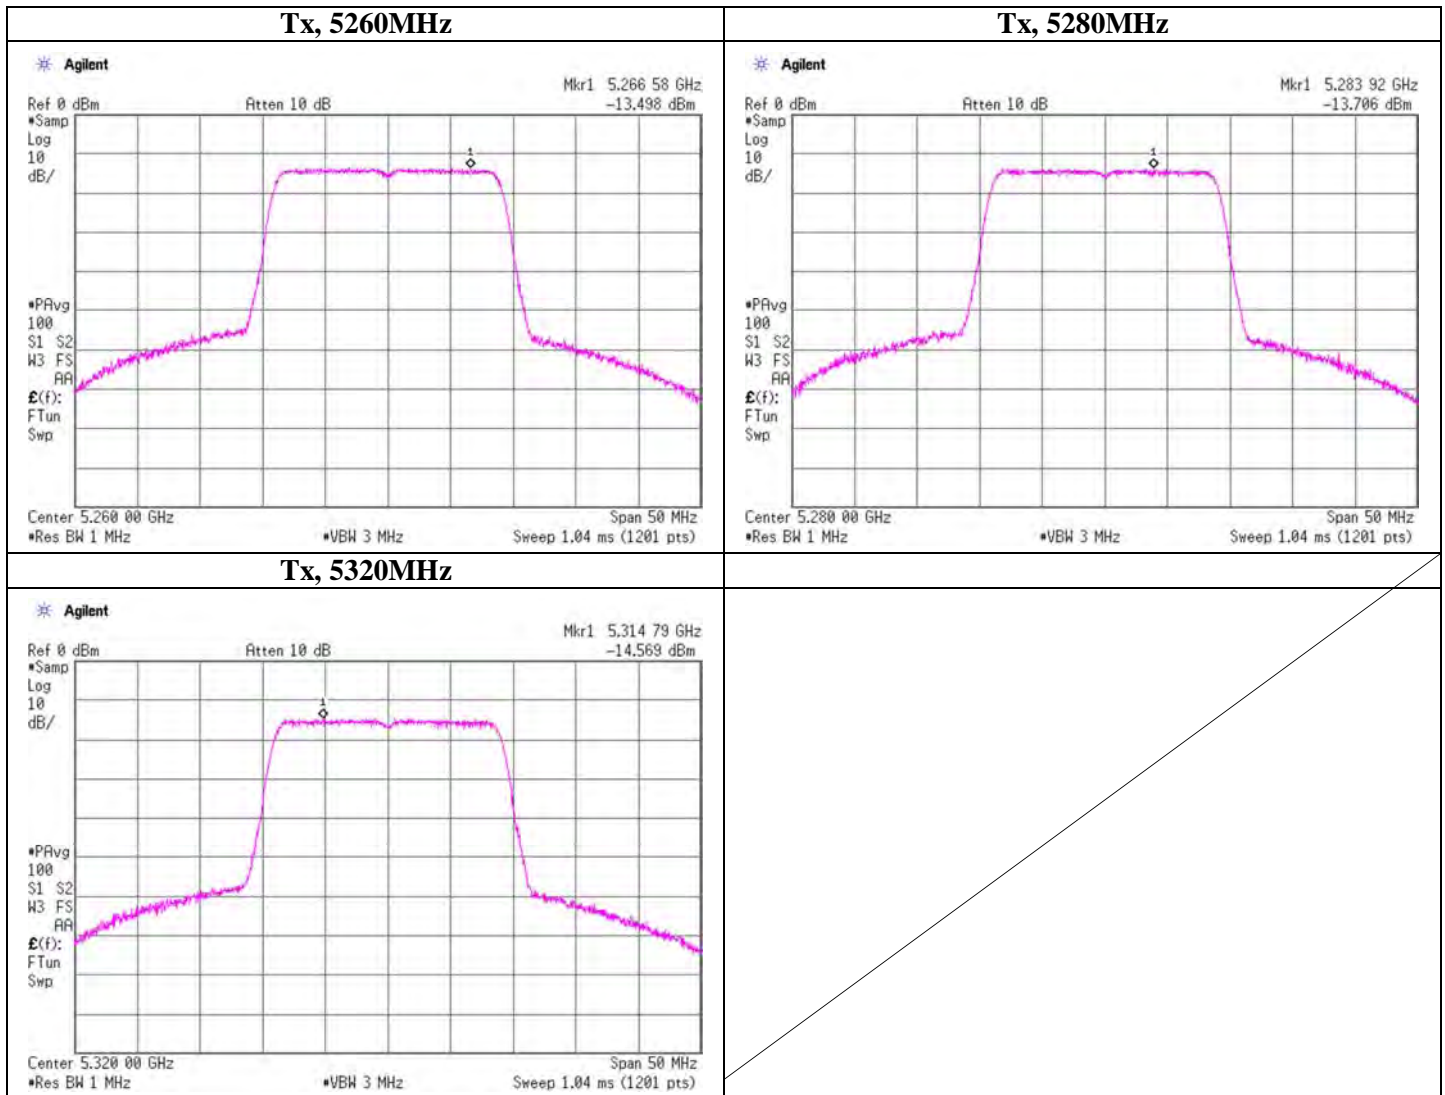 Tx, 5260MHz
Agilent
Mkr1 5.266 58 GHz
Ref 0 dBm Atten 10 dB -13.498 dBm
*Samp
Log
10
dB/
1
*PAvg
100
S1 S2
W3 FS
AA
£(f):
FTun
Swp
Center 5.260 00 GHz Span 50 MHz
*Res BW 1 MHz *VBW 3 MHz Sweep 1.04 ms (1201 pts)
Tx, 5280MHz
Agilent
Mkr1 5.283 92 GHz
Ref 0 dBm Atten 10 dB -13.706 dBm
*Samp
Log
10
dB/
1
*PAvg
100
S1 S2
W3 FS
AA
£(f):
FTun
Swp
Center 5.280 00 GHz Span 50 MHz
*Res BW 1 MHz *VBW 3 MHz Sweep 1.04 ms (1201 pts)
Tx, 5320MHz
Agilent
Mkr1 5.314 79 GHz
Ref 0 dBm Atten 10 dB -14.569 dBm
*Samp
Log
10
dB/
1
*PAvg
100
S1 S2
W3 FS
AA
£(f):
FTun
Swp
Center 5.320 00 GHz Span 50 MHz
*Res BW 1 MHz *VBW 3 MHz Sweep 1.04 ms (1201 pts)